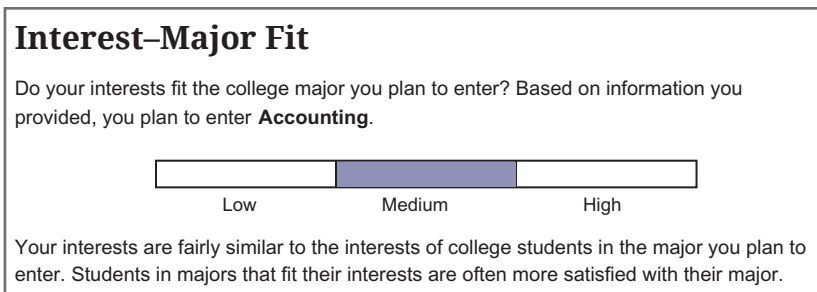 Interest–Major Fit
Do your interests fit the college major you plan to enter? Based on information you
provided, you plan to enter Accounting.
Low Medium High
Your interests are fairly similar to the interests of college students in the major you plan to
enter. Students in majors that fit their interests are often more satisfied with their major.